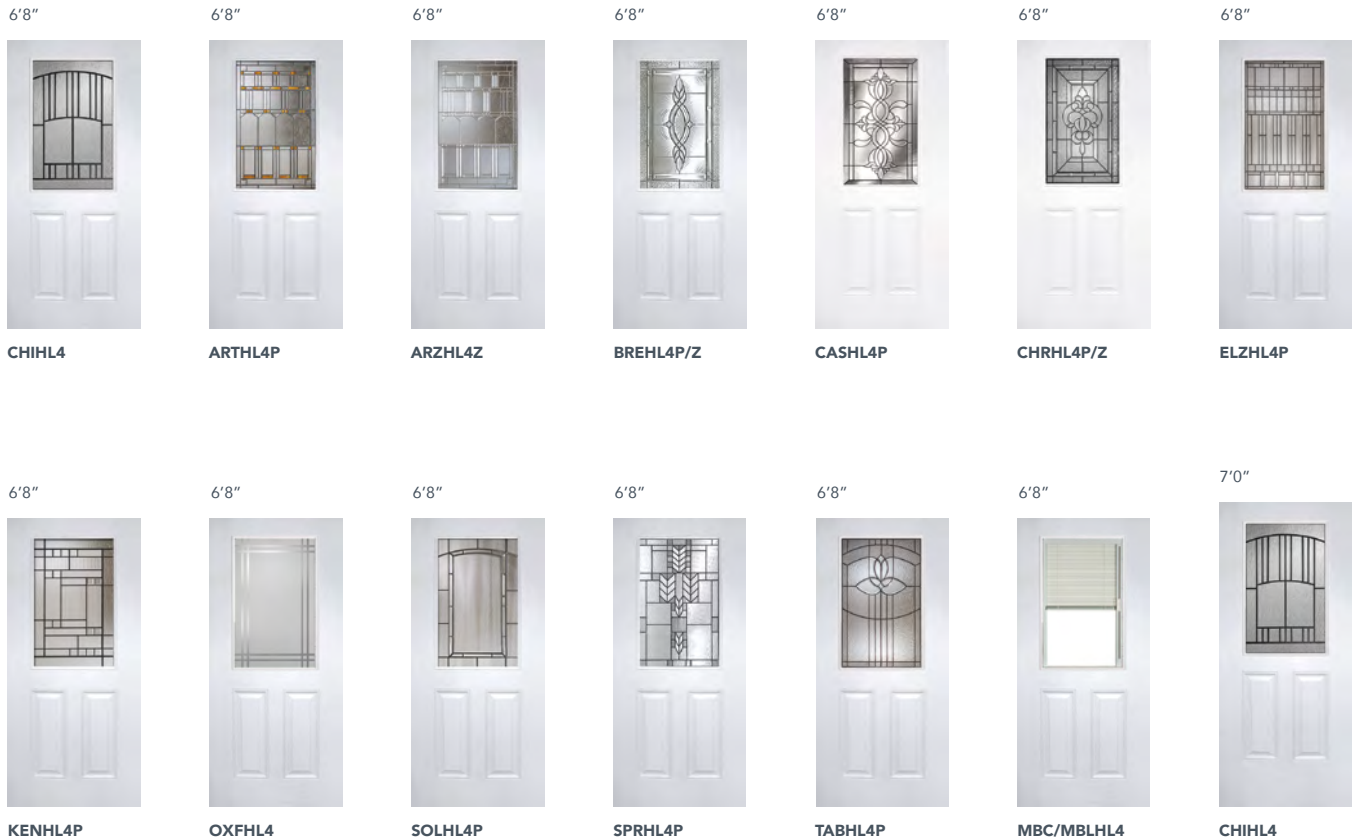 6’8”
6’8”
6’8”
6’8”
6’8”
6’8”
6’8”
CHIHL4
ARTHL4P
ARZHL4Z
BREHL4P/Z
CASHL4P
CHRHL4P/Z
ELZHL4P
6’8”
6’8”
6’8”
6’8”
6’8”
6’8”
7’0”
KENHL4P
OXFHL4
SOLHL4P
SPRHL4P
TABHL4P
MBC/MBLHL4
CHIHL4